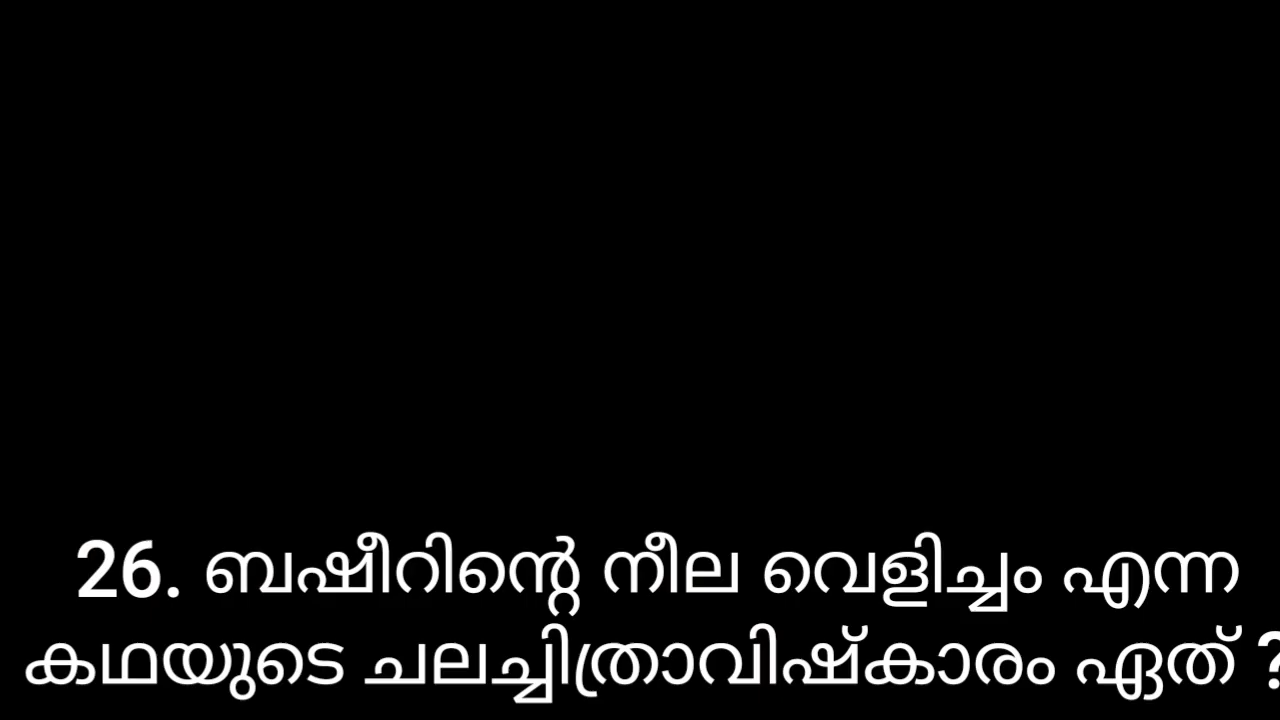 26. ബഷീറിന്റെ നീല വെളിച്ചം എന്ന
കഥയുടെ ചലച്ചിത്രാവിഷ്കാരം ഏത് ?